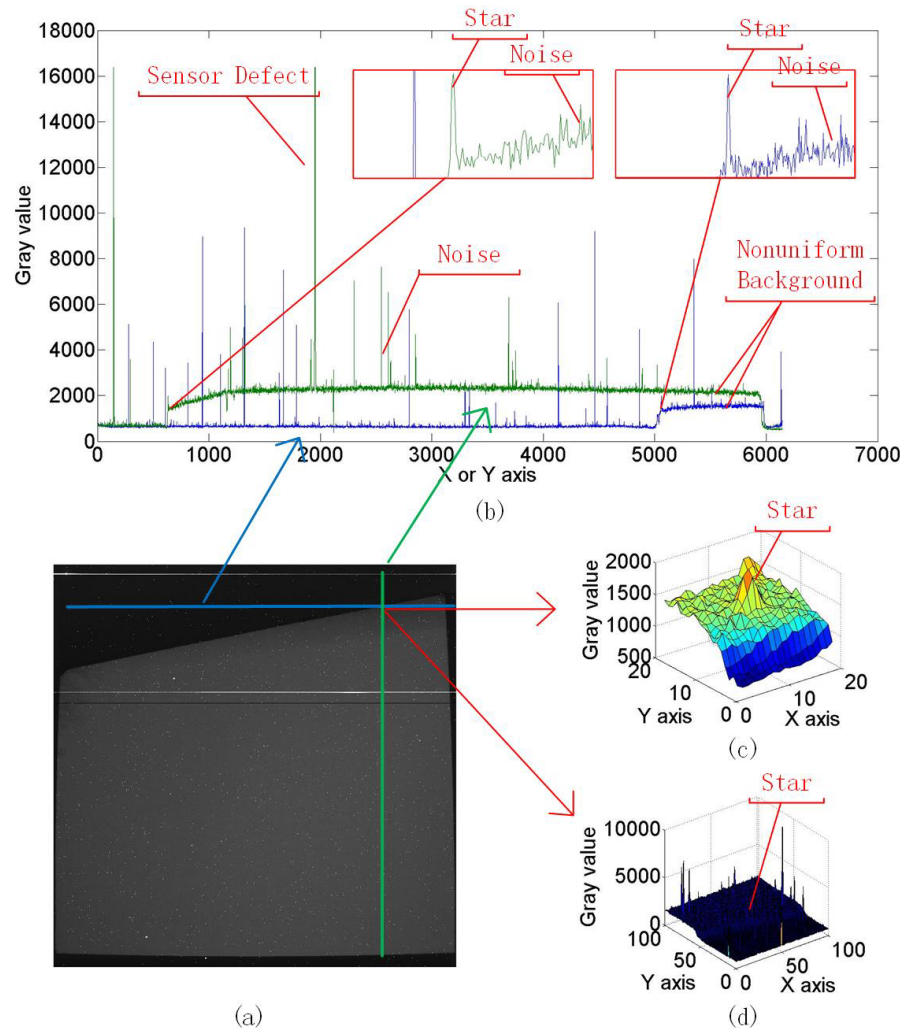 18000
16000
14000
12000
10000
8000
6000
4000
2000
0
Gray value
0
1000
2000
3000
4000
5000
6000
7000
X or Y axis
Star
Noise
Sensor Defect
Star
Noise
Noise
Nonuniform
Background
(b)
(a)
Star
2000
1500
1000
500
Gray value
20
10
0
Y axis
0
10
20
X axis
(c)
Star
10000
5000
0
Gray value
100
50
0
Y axis
0
50
100
X axis
(d)